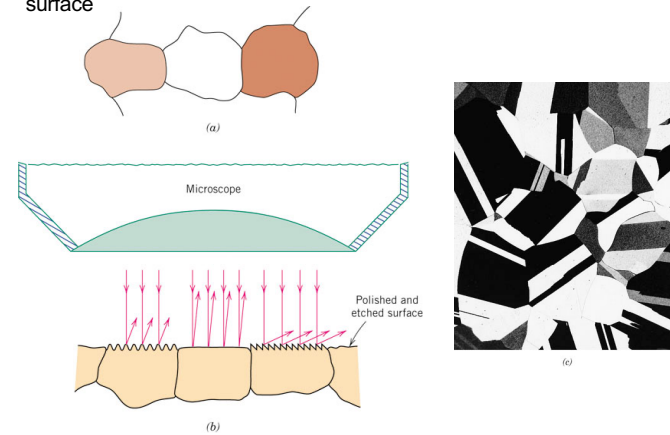 surface
(a)
Microscope
Polished and
etched surface
(b)
(c)